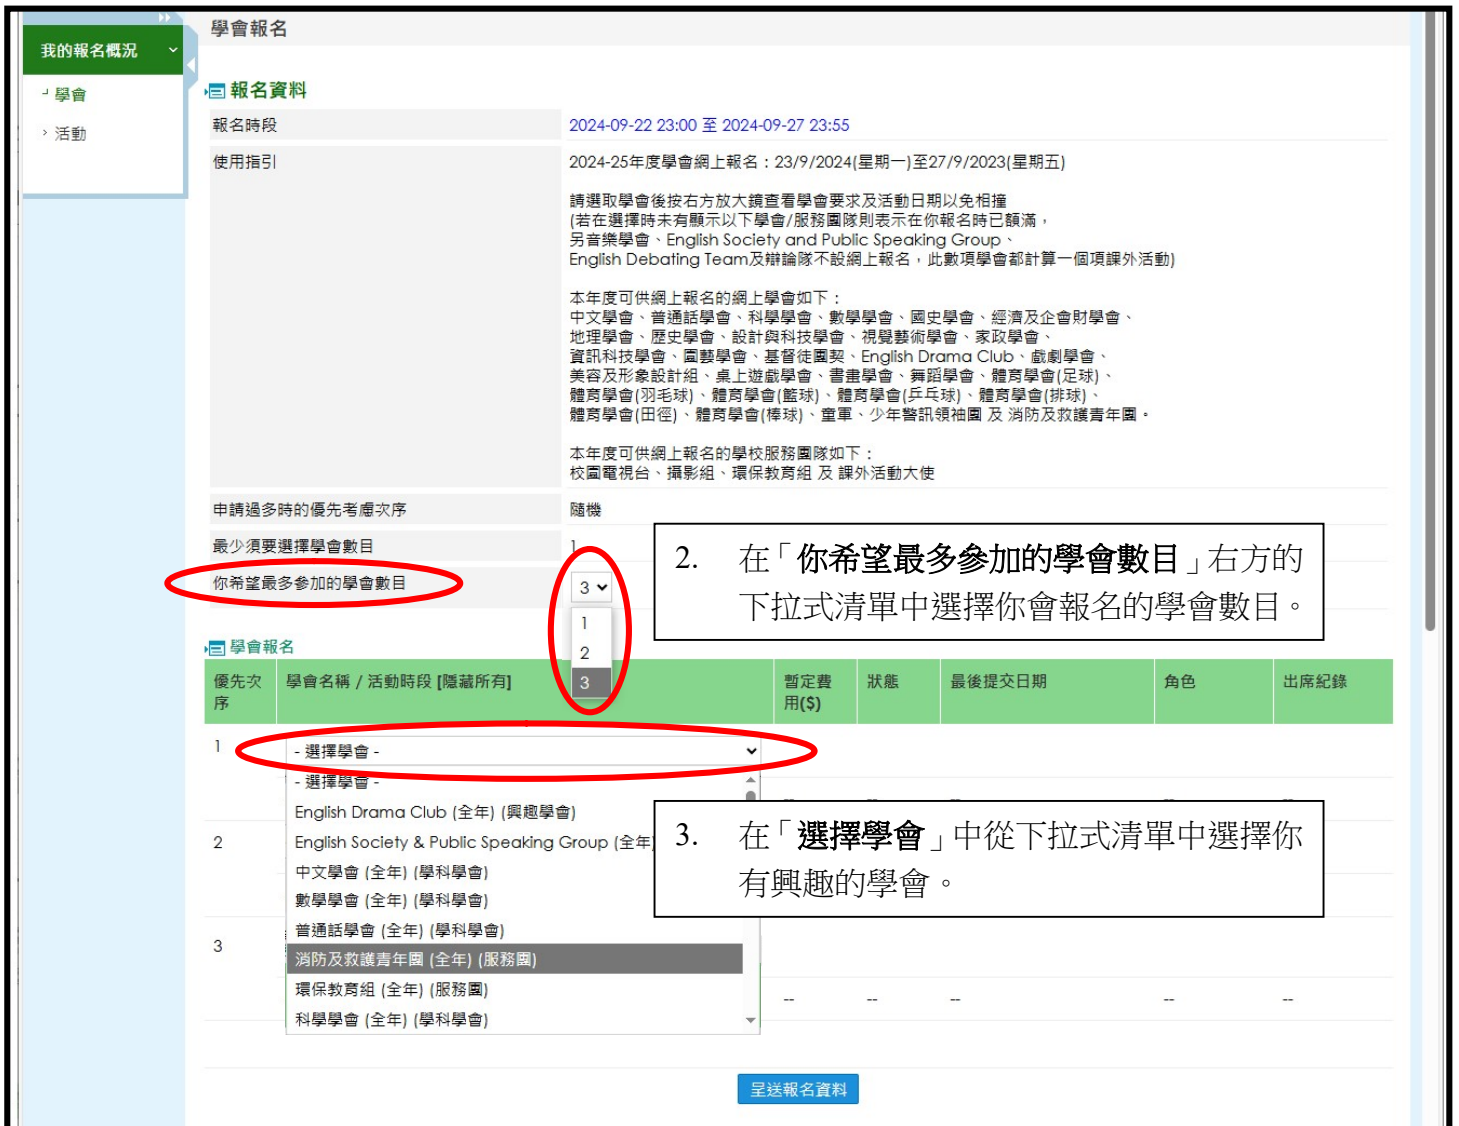 學會報名
我的報名概況
學會
活動
報名資料
報名時段
2024-09-22 23:00 至 2024-09-27 23:55
使用指引
2024-25年度學會網上報名：23/9/2024(星期一)至27/9/2023(星期五)
請選取學會後按右方放大鏡查看學會要求及活動日期以免相撞
(若在選擇時未有顯示以下學會/服務團隊則表示在你報名時已額滿，
另音樂學會、English Society and Public Speaking Group、
English Debating Team及辯論隊不設網上報名，此數項學會都計算一個項課外活動)
本年度可供網上報名的網上學會如下：
中文學會、普通話學會、科學學會、數學學會、國史學會、經濟及企會財學會、
地理學會、歷史學會、設計與科技學會、視覺藝術學會、家政學會、
資訊科技學會、園藝學會、基督徒團契、English Drama Club、戲劇學會、
美容及形象設計組、桌上遊戲學會、書畫學會、舞蹈學會、體育學會(足球)、
體育學會(羽毛球)、體育學會(籃球)、體育學會(乒乓球)、體育學會(排球)、
體育學會(田徑)、體育學會(棒球)、童軍、少年警訊領袖團 及 消防及救護青年團。
本年度可供網上報名的學校服務團隊如下：
校園電視台、攝影組、環保教育組 及 課外活動大使
申請過多時的優先考慮次序
隨機
最少須要選擇學會數目
1
你希望最多參加的學會數目
3
1
2
3
2. 在「你希望最多參加的學會數目」右方的
下拉式清單中選擇你會報名的學會數目。
學會報名
優先次
序
學會名稱 / 活動時段 [隱藏所有]
暫定費
用($)
狀態
最後提交日期
角色
出席紀錄
1
- 選擇學會 -
- 選擇學會 -
English Drama Club (全年) (興趣學會)
2
English Society & Public Speaking Group (全年)
中文學會 (全年) (學科學會)
數學學會 (全年) (學科學會)
普通話學會 (全年) (學科學會)
3
消防及救護青年團 (全年) (服務團)
環保教育組 (全年) (服務團)
-- -- -- -- --
科學學會 (全年) (學科學會)
3. 在「選擇學會」中從下拉式清單中選擇你
有興趣的學會。
呈送報名資料